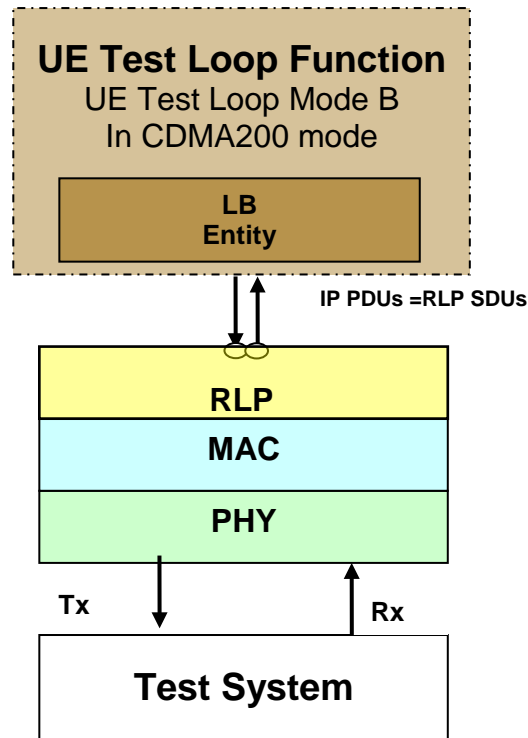 UE Test Loop Function
UE Test Loop Mode B
In CDMA200 mode
LB
Entity
IP PDUs =RLP SDUs
RLP
MAC
PHY
Tx
Rx
Test System